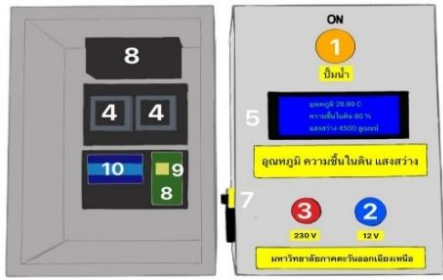 8
4 4
10
9
8
ON
1
ปั๊มน้ำ
5
อุณหภูมิ 28.99 C
ความชื้นในดิน 80 %
แสงสว่าง 4500 ลูเมนต์
อุณหภูมิ ความชื้นในดิน แสงสว่าง
7
3 2
230 V 12 V
มหาวิทยาลัยภาคตะวันออกเฉียงเหนือ